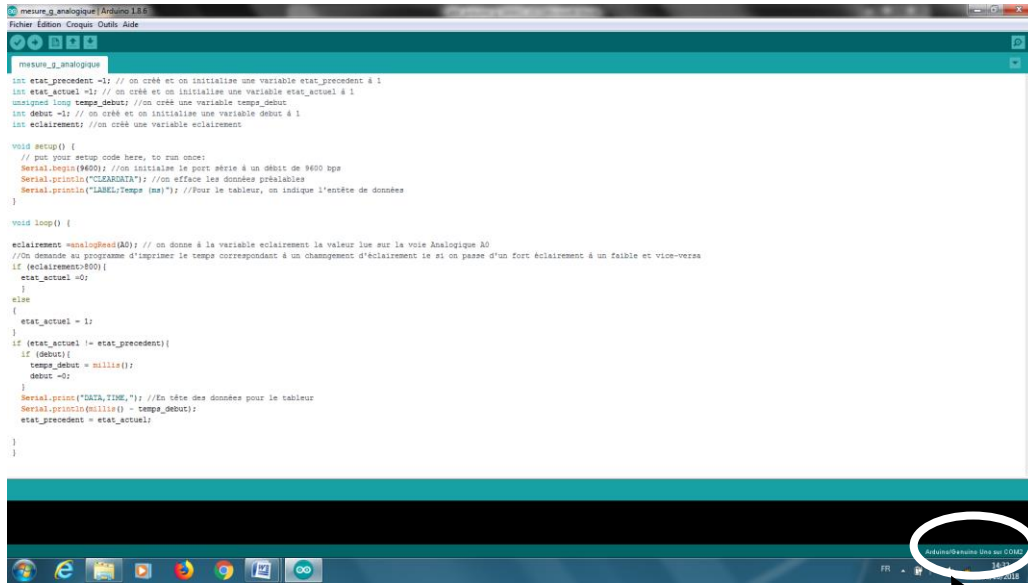 mesure_g_analogique | Arduino 1.8.6
Fichier Édition Croquis Outils Aide
mesure_g_analogique
int etat_precedent =1; // on créé et on initialise une variable etat_precedent à 1
int etat_actuel =1; // on créé et on initialise une variable etat_actuel à 1
unsigned long temps_debut; //on créé une variable temps_debut
int debut =1; // on créé et on initialise une variable debut à 1
int eclairement; //on créé une variable eclairement
void setup() {
// put your setup code here, to run once:
Serial.begin(9600); //on initialse le port série à un débit de 9600 bps
Serial.println("CLEARDATA"); //on efface les données préalables
Serial.println("LABEL;Temps (ms)"); //Pour le tableur, on indique l'entête de données
}
void loop() {
eclairement =analogRead(A0); // on donne à la variable eclairement la valeur lue sur la voie Analogique A0
//On demande au programme d'imprimer le temps correspondant à un chamngement d'éclairement ie si on passe d'un fort éclairement à un faible et vice-versa
if (eclairement>800){
etat_actuel =0;
}
else
{
etat_actuel = 1;
}
if (etat_actuel != etat_precedent){
if (debut){
temps_debut = millis();
debut =0;
}
Serial.print("DATA,TIME,"); //En tête des données pour le tableur
Serial.println(millis() - temps_debut);
etat_precedent = etat_actuel;
}
}
Arduino/Genuino Uno sur COM2
FR
14:32
2018